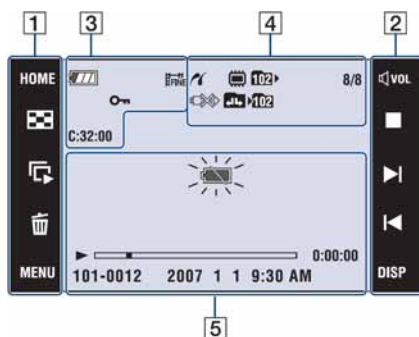 1 3 4 2
HOME
FINE
102
8/8
VOL
102
C:32:00
0:00:00
MENU
101-0012 2007 1 1 9:30 AM
DISP
5